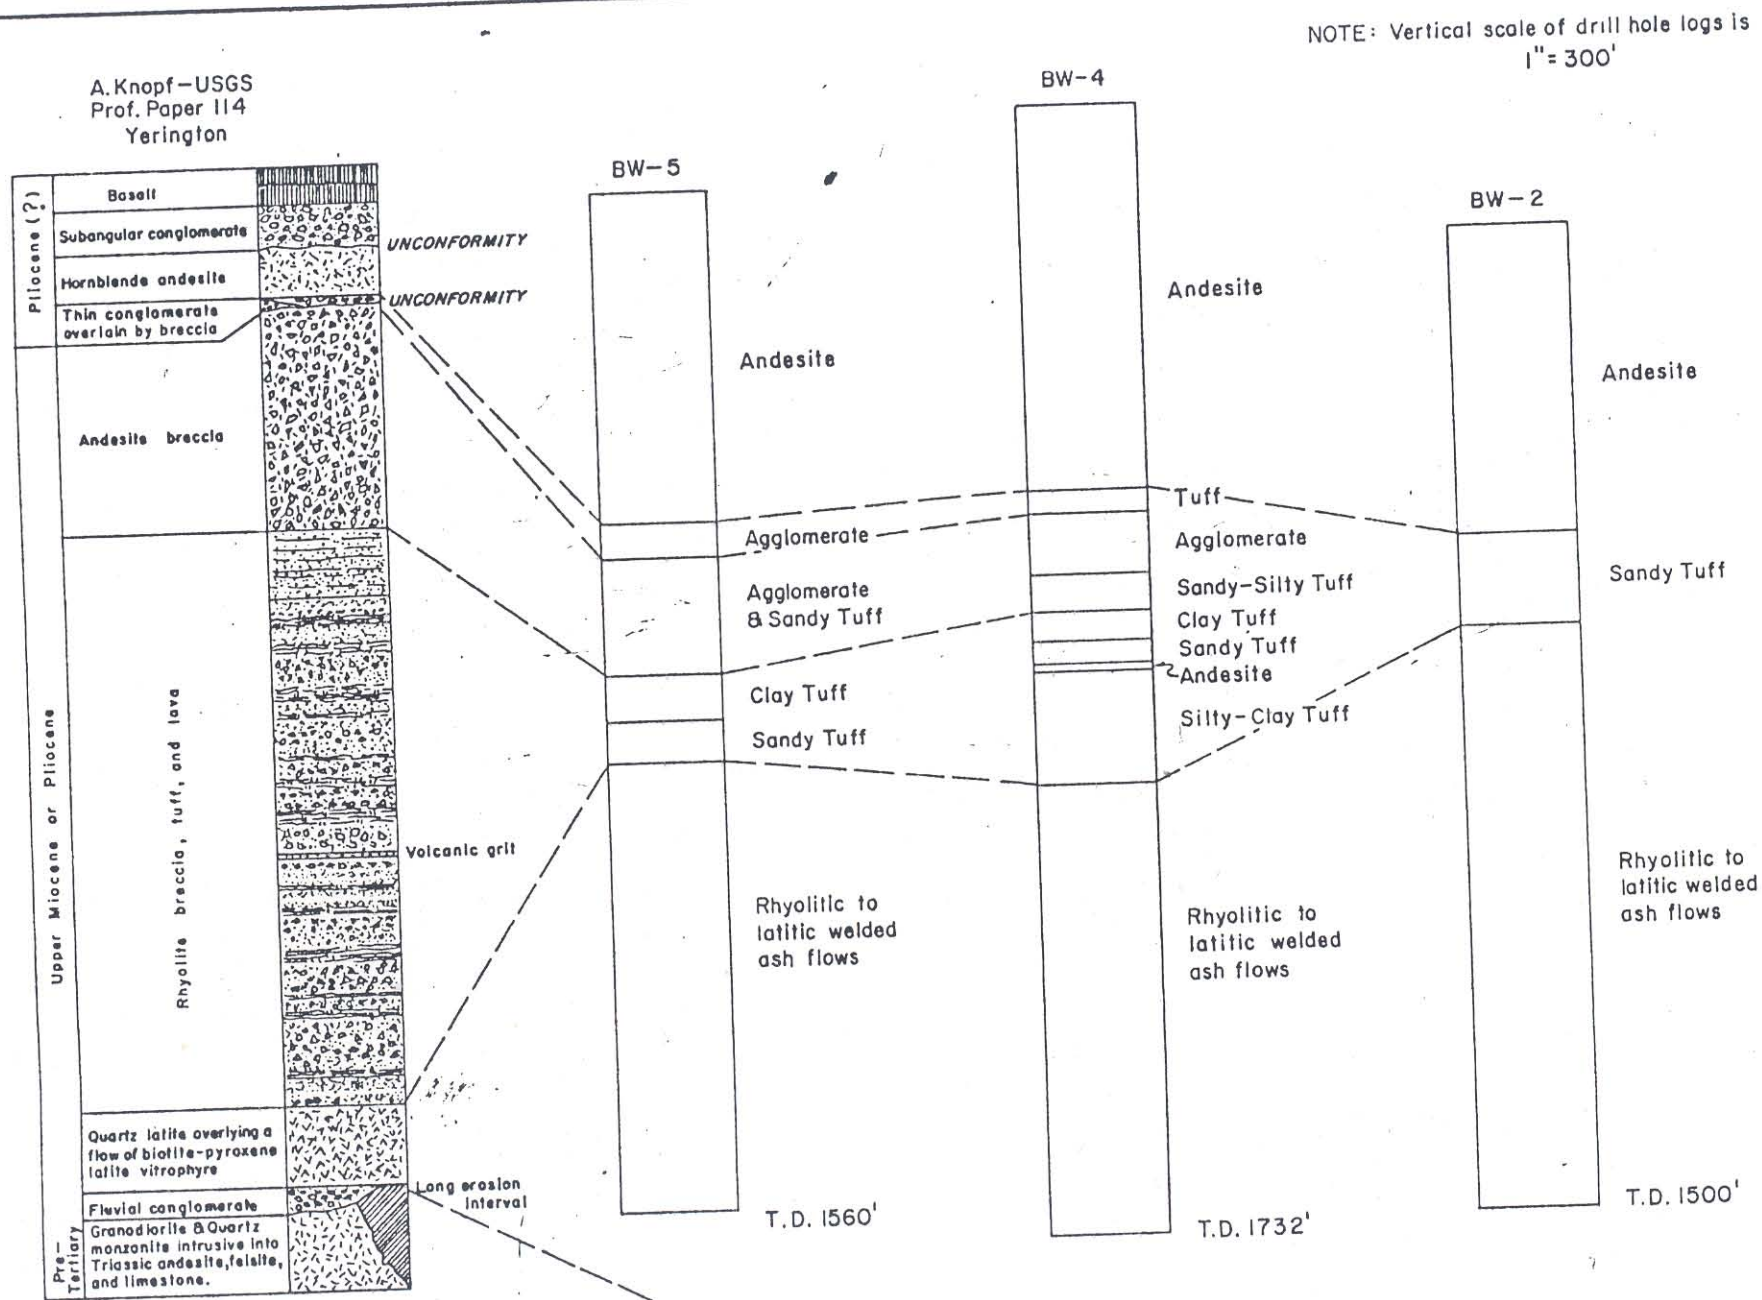 NOTE: Vertical scale of drill hole logs is
1"= 300'
A. Knopf-USGS
Prof. Paper 114
Yerington
Pliocene (?)
Basalt
Subangular conglomerate
UNCONFORMITY
Hornblende andesite
UNCONFORMITY
Thin conglomerate
overlain by breccia
Andesite breccia
Upper Miocene or Pliocene
Rhyolite breccia, tuff, and lava
Volcanic grit
Quartz latite overlying a
flow of biotite-pyroxene
latite vitrophyre
Long erosion
interval
Fluvial conglomerate
Pre-
Tertiary
Granodiorite & Quartz
monzonite intrusive into
Triassic andesite, felsite,
and limestone.
BW-5
Andesite
Agglomerate
Agglomerate
& Sandy Tuff
Clay Tuff
Sandy Tuff
Rhyolitic to
latitic welded
ash flows
T.D. 1560'
BW-4
Andesite
Tuff
Agglomerate
Sandy-Silty Tuff
Clay Tuff
Sandy Tuff
Andesite
Silty-Clay Tuff
Rhyolitic to
latitic welded
ash flows
T.D. 1732'
BW-2
Andesite
Sandy Tuff
Rhyolitic to
latitic welded
ash flows
T.D. 1500'